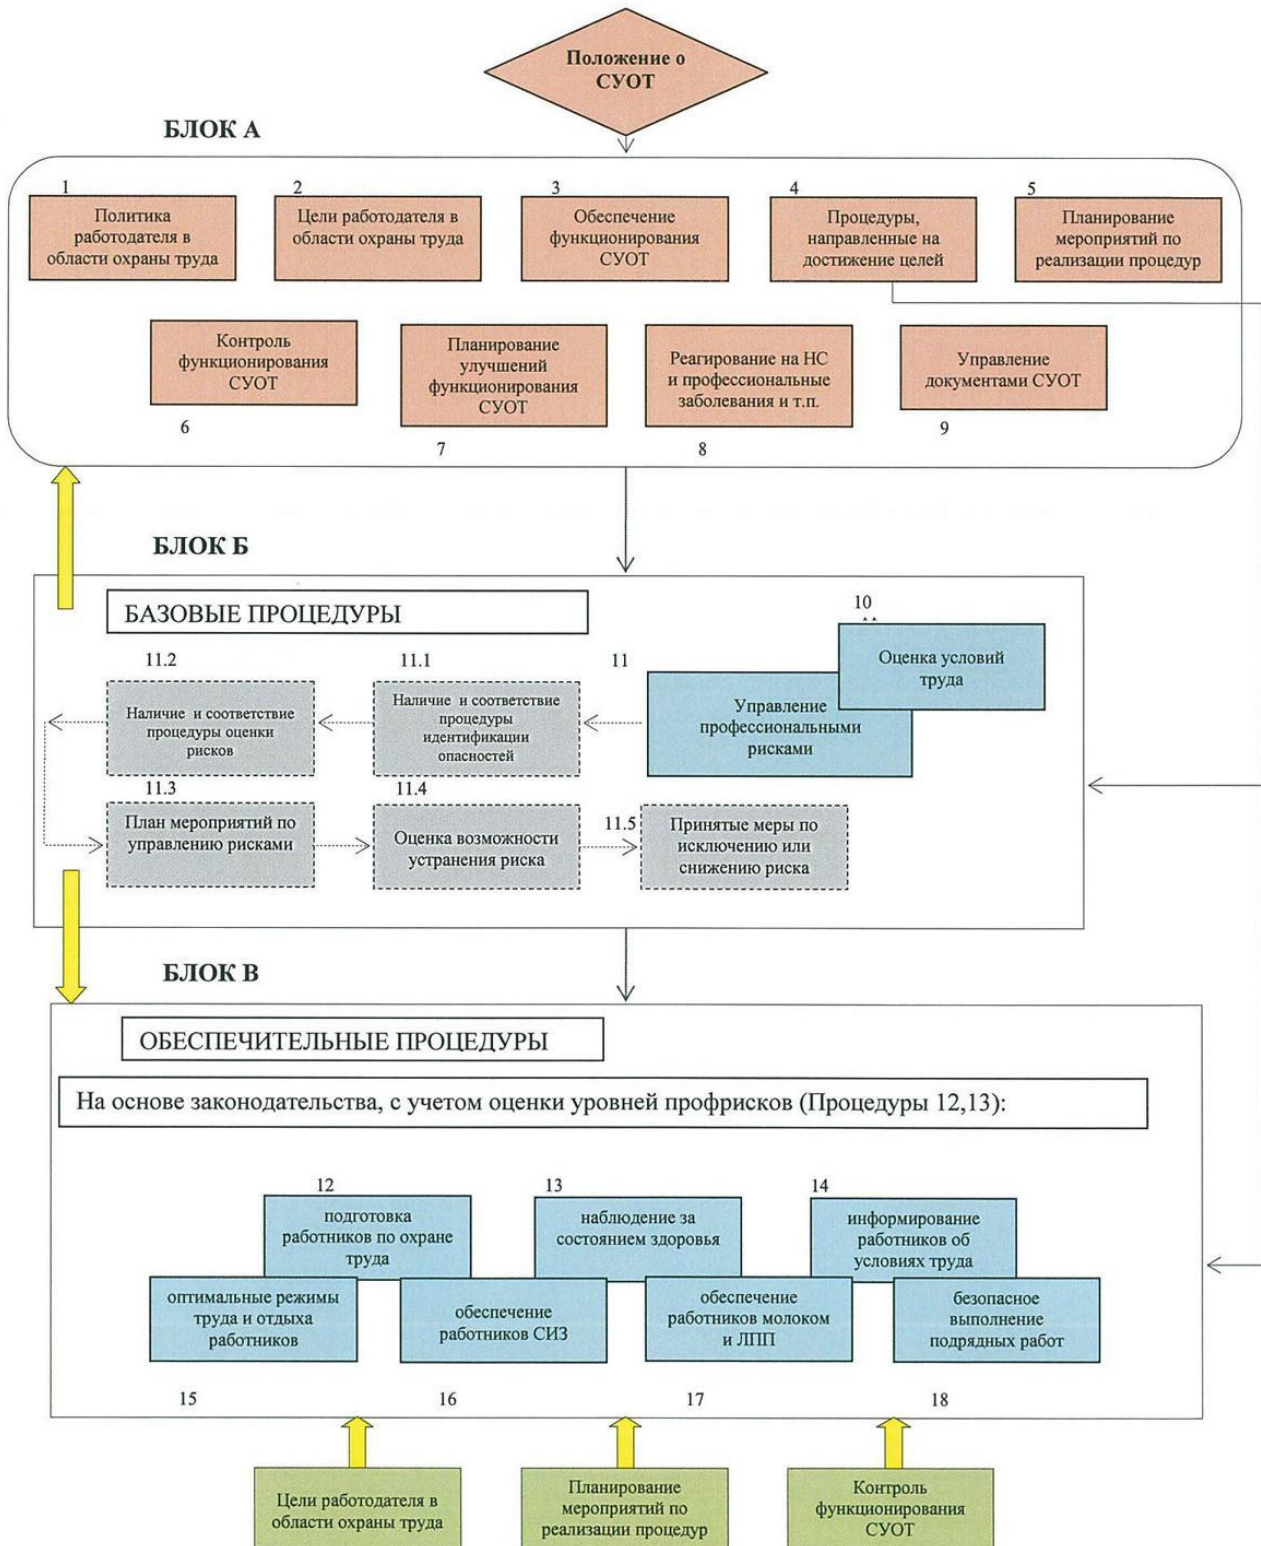 Положение о
СУОТ
БЛОК А
1
Политика
работодателя в
области охраны труда
2
Цели работодателя в
области охраны труда
3
Обеспечение
функционирования
СУОТ
4
Процедуры,
направленные на
достижение целей
5
Планирование
мероприятий по
реализации процедур
Контроль
функционирования
СУОТ
6
Планирование
улучшений
функционирования
СУОТ
7
Реагирование на НС
и профессиональные
заболевания и т.п.
8
Управление
документами СУОТ
9
БЛОК Б
БАЗОВЫЕ ПРОЦЕДУРЫ
10
Оценка условий
труда
11
Управление
профессиональными
рисками
11.1
Наличие и соответствие
процедуры
идентификации
опасностей
11.2
Наличие и соответствие
процедуры оценки
рисков
11.3
План мероприятий по
управлению рисками
11.4
Оценка возможности
устранения риска
11.5
Принятые меры по
исключению или
снижению риска
БЛОК В
ОБЕСПЕЧИТЕЛЬНЫЕ ПРОЦЕДУРЫ
На основе законодательства, с учетом оценки уровней профрисков (Процедуры 12,13):
12
подготовка
работников по охране
труда
13
наблюдение за
состоянием здоровья
14
информирование
работников об
условиях труда
оптимальные режимы
труда и отдыха
работников
15
обеспечение
работников СИЗ
16
обеспечение
работников молоком
и ЛПП
17
безопасное
выполнение
подрядных работ
18
Цели работодателя в
области охраны труда
Планирование
мероприятий по
реализации процедур
Контроль
функционирования
СУОТ